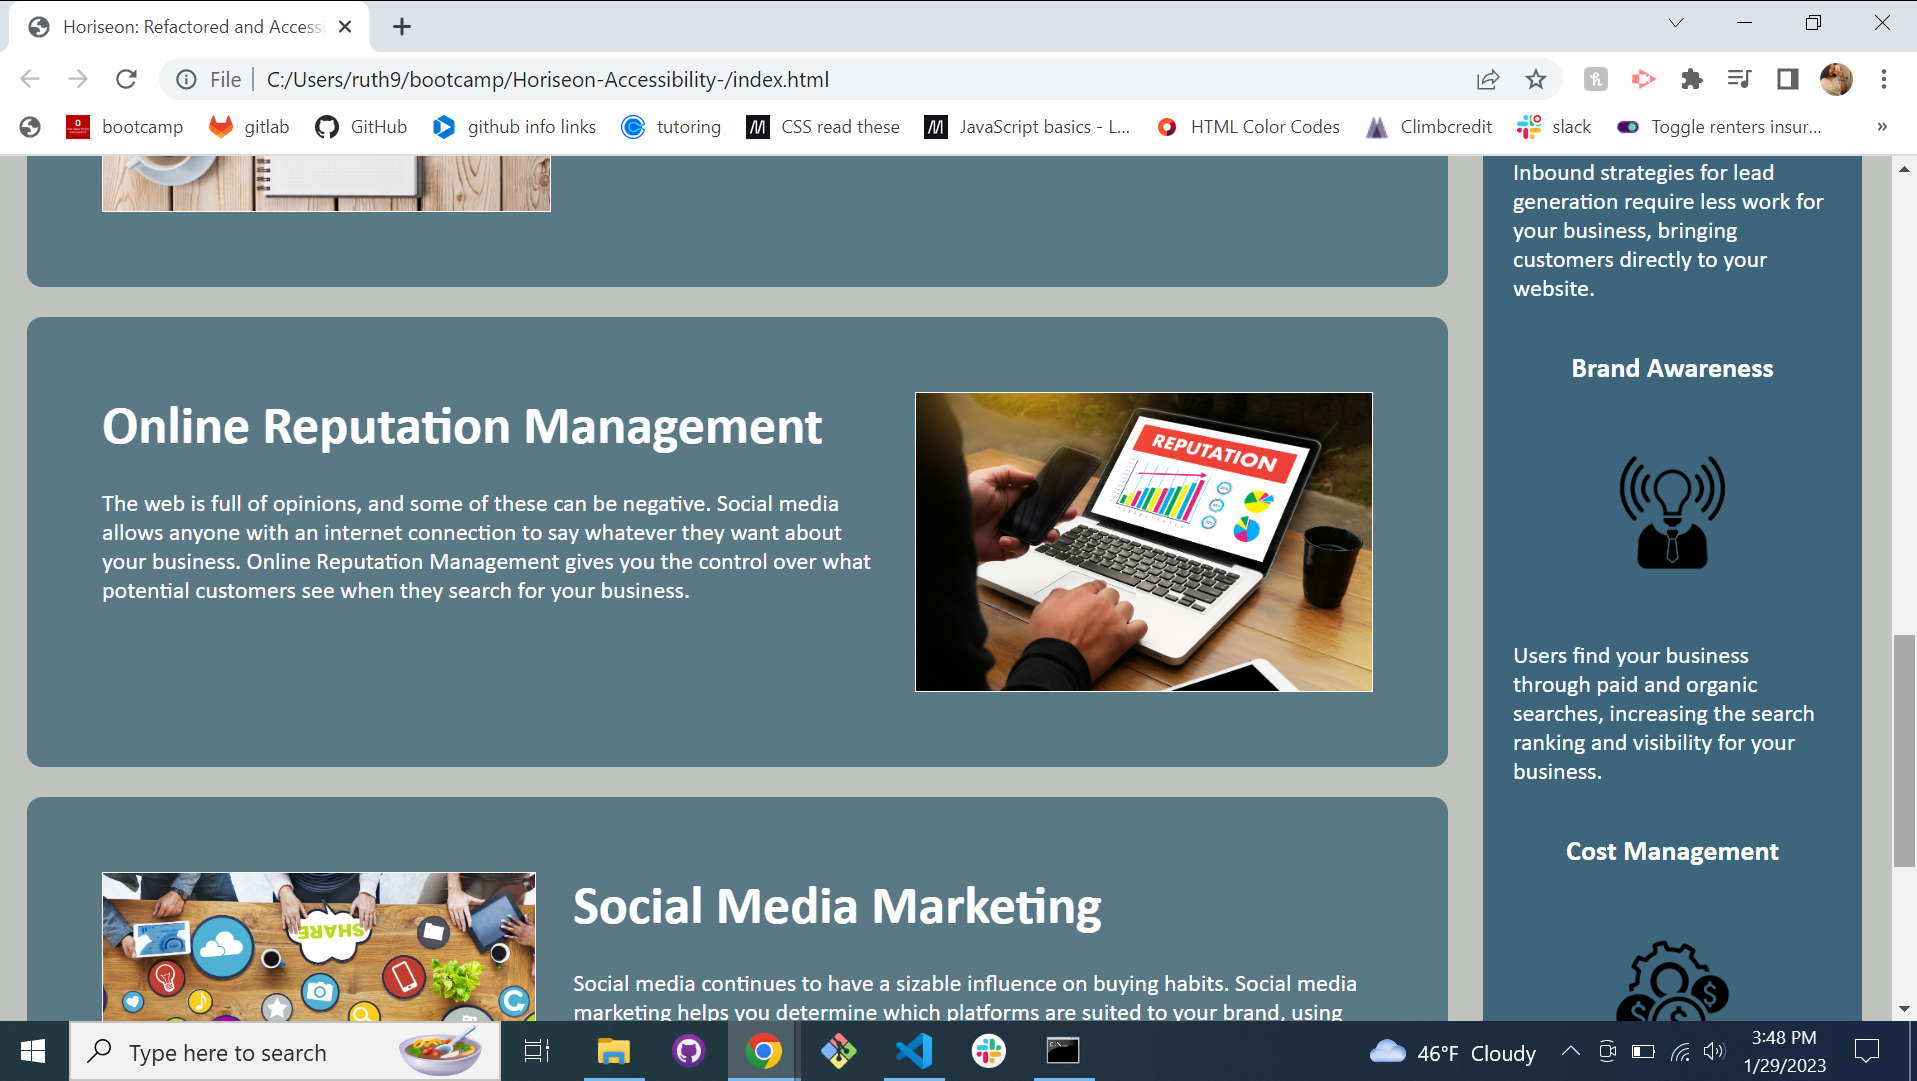 Horiseon: Refactored and Accessi
File
C:/Users/ruth9/bootcamp/Horiseon-Accessibility-/index.html
bootcamp
gitlab
GitHub
github info links
tutoring
CSS read these
JavaScript basics - L...
HTML Color Codes
Climbcredit
slack
Toggle renters insur...
»
Inbound strategies for lead
generation require less work for
your business, bringing
customers directly to your
website.
Online Reputation Management
The web is full of opinions, and some of these can be negative. Social media
allows anyone with an internet connection to say whatever they want about
your business. Online Reputation Management gives you the control over what
potential customers see when they search for your business.
REPUTATION
Brand Awareness
Users find your business
through paid and organic
searches, increasing the search
ranking and visibility for your
business.
SHARE
Social Media Marketing
Social media continues to have a sizable influence on buying habits. Social media
marketing helps you determine which platforms are suited to your brand, using
Cost Management
Type here to search
46°F Cloudy
3:48 PM
1/29/2023